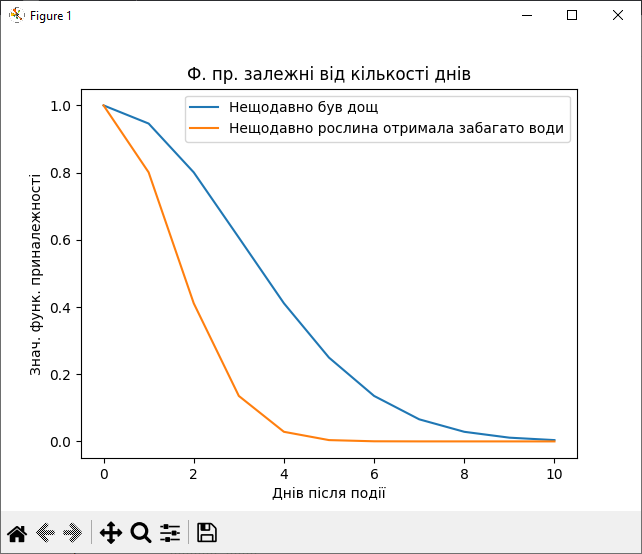 Figure 1
Ф. пр. залежні від кількості днів
Нещодавно був дощ
Нещодавно рослина отримала забагато води
Знач. функ. приналежності
1.0
0.8
0.6
0.4
0.2
0.0
0 2 4 6 8 10
Днів після події